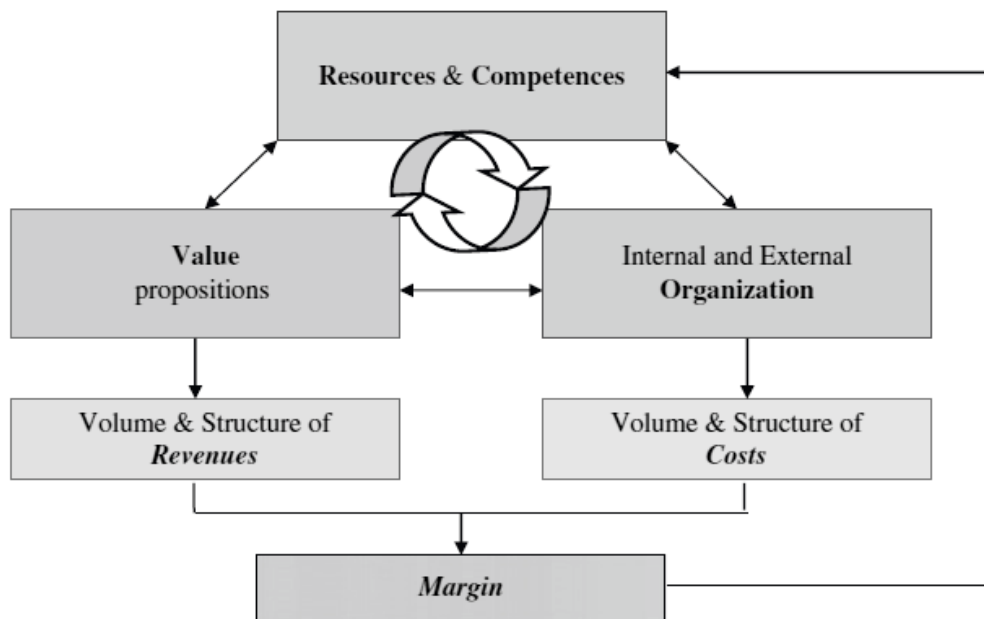 Resources & Competences
Value
propositions
Internal and External
Organization
Volume & Structure of
Revenues
Volume & Structure of
Costs
Margin